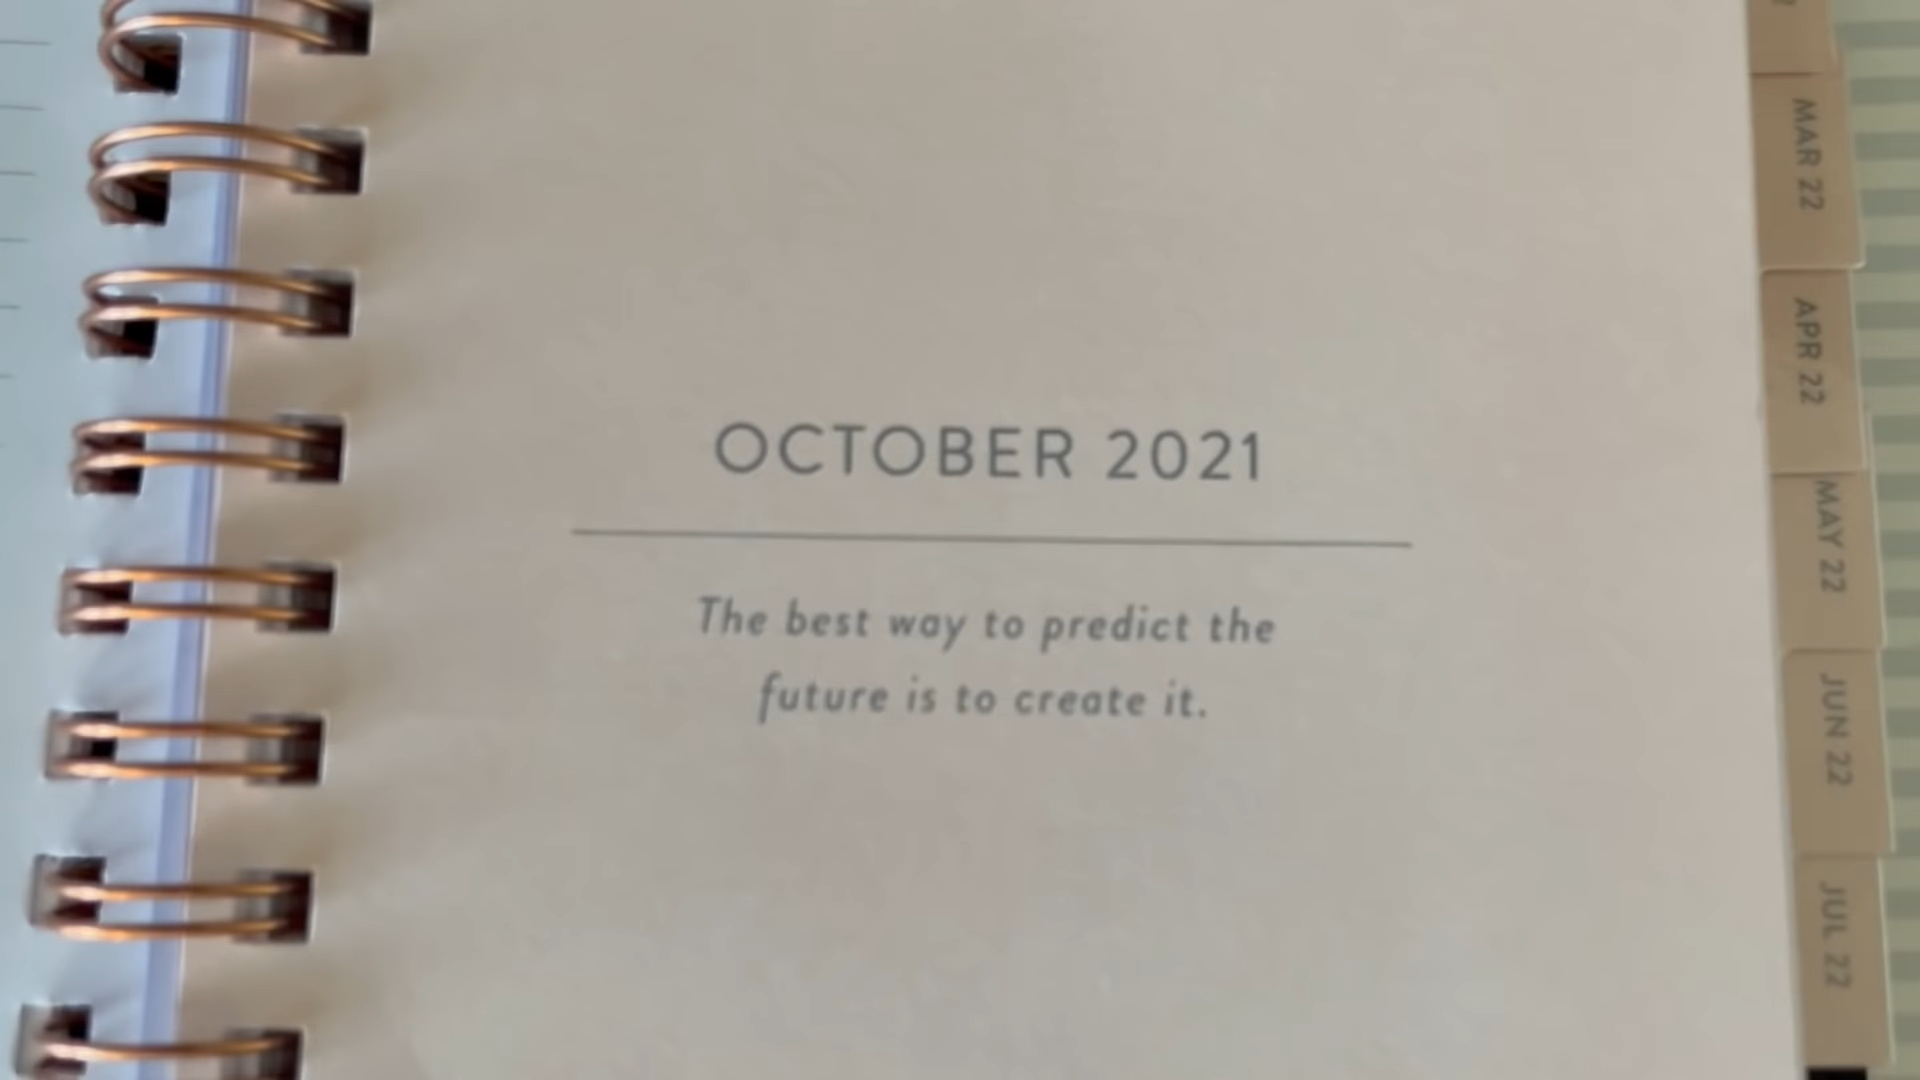 OCTOBER 2021
The best way to predict the
future is to create it.
MAR 22
APR 22
MAY 22
JUN 22
JUL 22